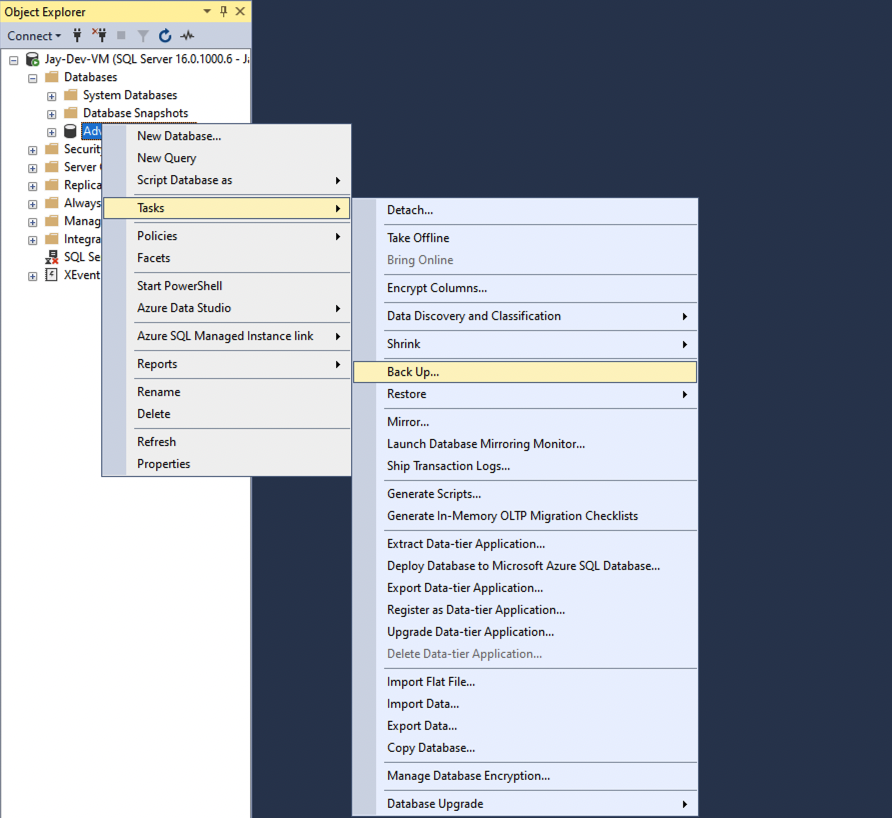 Object Explorer
Connect
Jay-Dev-VM (SQL Server 16.0.1000.6 -
Databases
System Databases
Database Snapshots
New Database...
New Query
Script Database as
Tasks
Policies
Facets
Start PowerShell
Azure Data Studio
Azure SQL Managed Instance link
Reports
Rename
Delete
Refresh
Properties
Detach...
Take Offline
Bring Online
Encrypt Columns...
Data Discovery and Classification
Shrink
Back Up...
Restore
Mirror...
Launch Database Mirroring Monitor...
Ship Transaction Logs...
Generate Scripts...
Generate In-Memory OLTP Migration Checklists
Extract Data-tier Application...
Deploy Database to Microsoft Azure SQL Database...
Export Data-tier Application...
Register as Data-tier Application...
Upgrade Data-tier Application...
Delete Data-tier Application...
Import Flat File...
Import Data...
Export Data...
Copy Database...
Manage Database Encryption...
Database Upgrade
Adv
Securit
Server
Replica
Always
Manag
Integra
SQL Se
XEvent